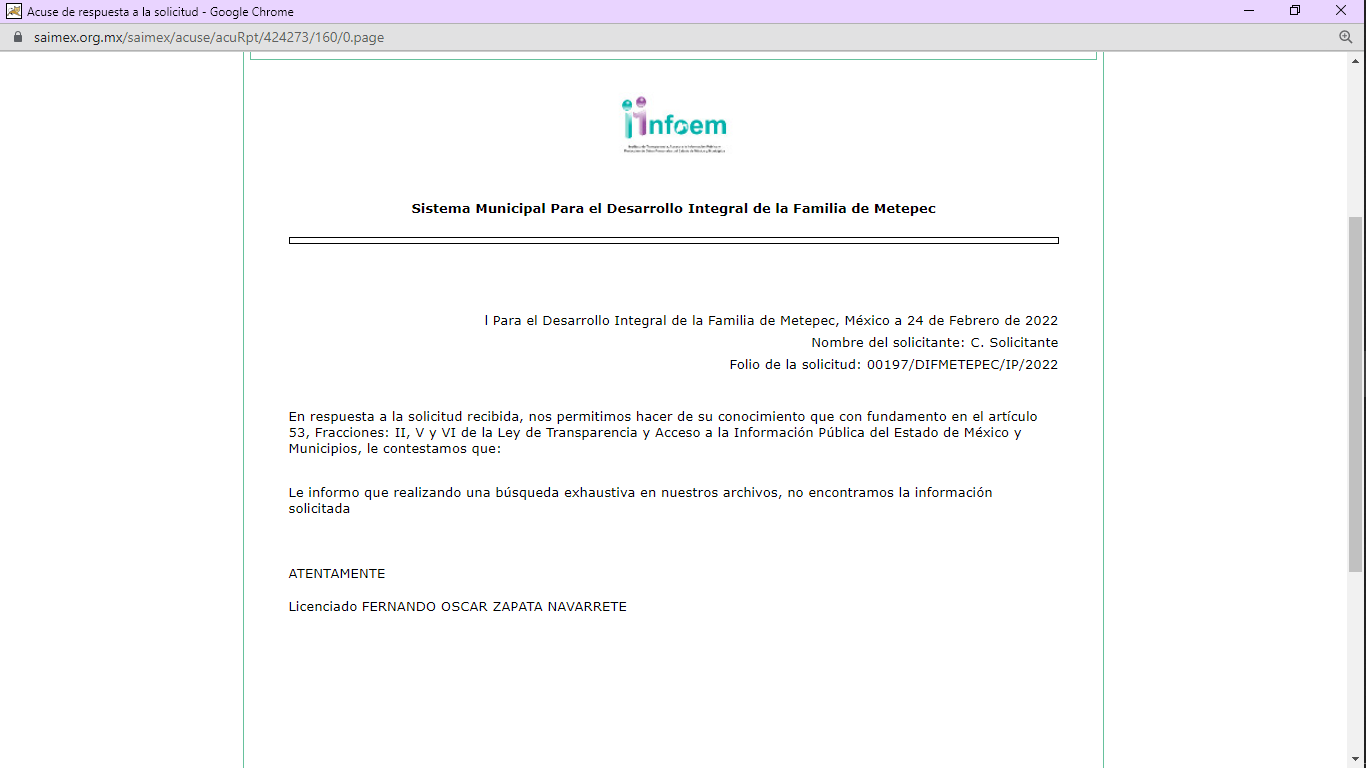 Acuse de respuesta a la solicitud - Google Chrome
saimex.org.mx/saimex/acuse/acuRpt/424273/160/0.page
infoem
Sistema Municipal Para el Desarrollo Integral de la Familia de Metepec
l Para el Desarrollo Integral de la Familia de Metepec, México a 24 de Febrero de 2022
Nombre del solicitante: C. Solicitante
Folio de la solicitud: 00197/DIFMETEPEC/IP/2022
En respuesta a la solicitud recibida, nos permitimos hacer de su conocimiento que con fundamento en el artículo
53, Fracciones: II, V y VI de la Ley de Transparencia y Acceso a la Información Pública del Estado de México y
Municipios, le contestamos que:
Le informo que realizando una búsqueda exhaustiva en nuestros archivos, no encontramos la información
solicitada
ATENTAMENTE
Licenciado FERNANDO OSCAR ZAPATA NAVARRETE